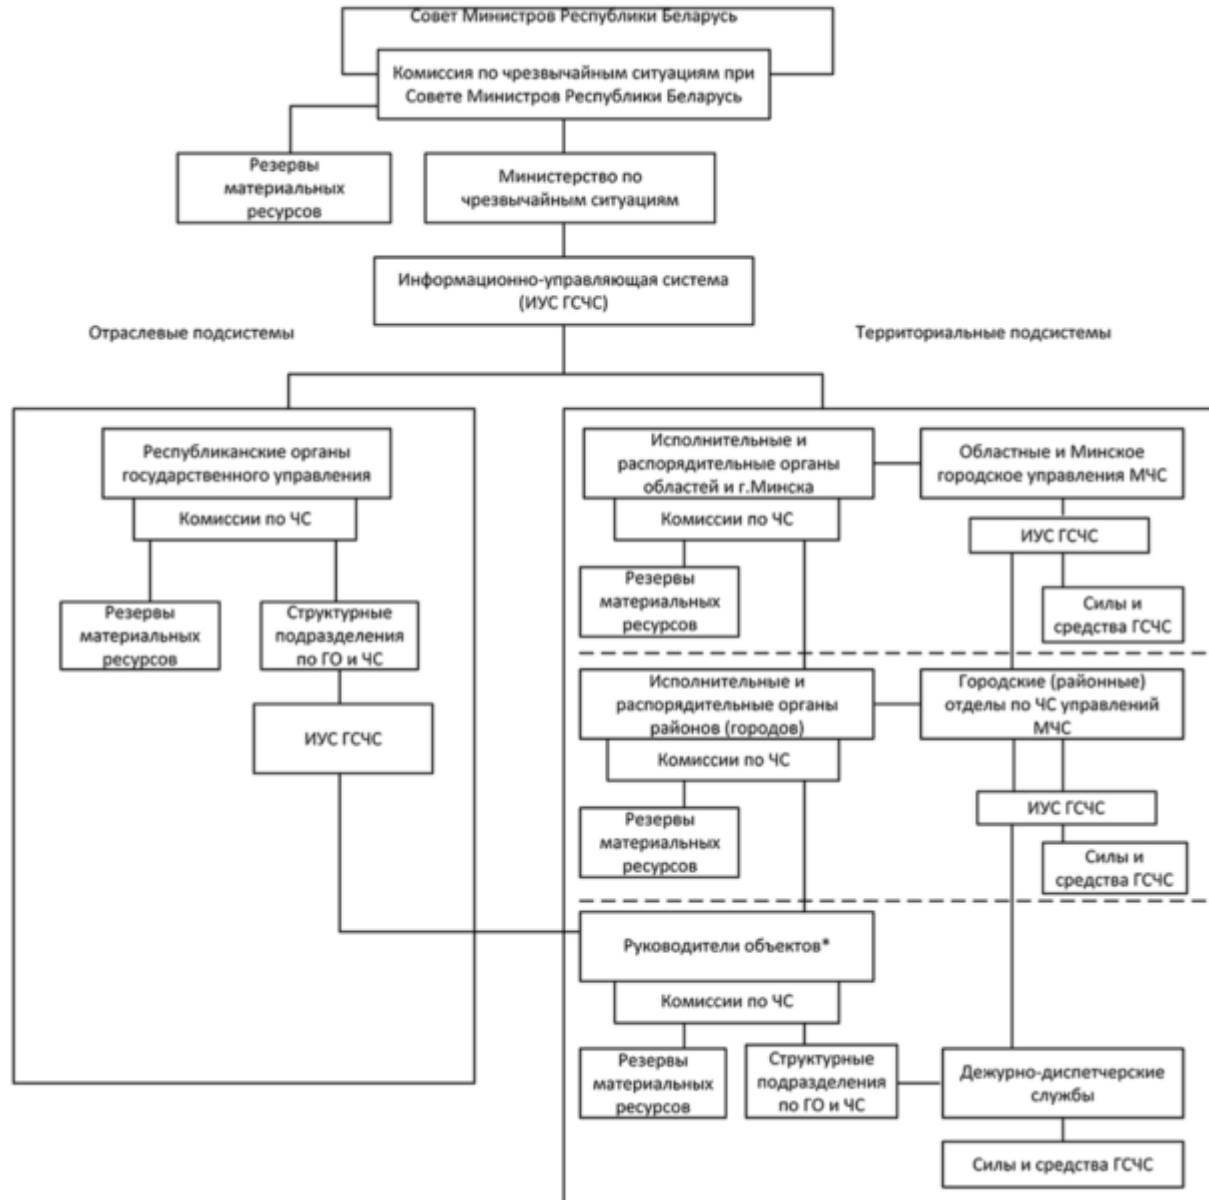 Совет Министров Республики Беларусь
Комиссия по чрезвычайным ситуациям при
Совете Министров Республики Беларусь
Резервы
материальных
ресурсов
Министерство по
чрезвычайным ситуациям
Информационно-управляющая система
(ИУС ГСЧС)
Отраслевые подсистемы
Территориальные подсистемы
Республиканские органы
государственного управления
Комиссии по ЧС
Резервы
материальных
ресурсов
Структурные
подразделения
по ГО и ЧС
ИУС ГСЧС
Исполнительные и
распорядительные органы
областей и г.Минска
Областные и Минское
городское управления МЧС
Комиссии по ЧС
ИУС ГСЧС
Резервы
материальных
ресурсов
Силы и
средства ГСЧС
Исполнительные и
распорядительные органы
районов (городов)
Городские (районные)
отделы по ЧС управлений
МЧС
Комиссии по ЧС
ИУС ГСЧС
Резервы
материальных
ресурсов
Силы и
средства ГСЧС
Руководители объектов*
Комиссии по ЧС
Резервы
материальных
ресурсов
Структурные
подразделения
по ГО и ЧС
Дежурно-диспетчерские
службы
Силы и средства ГСЧС